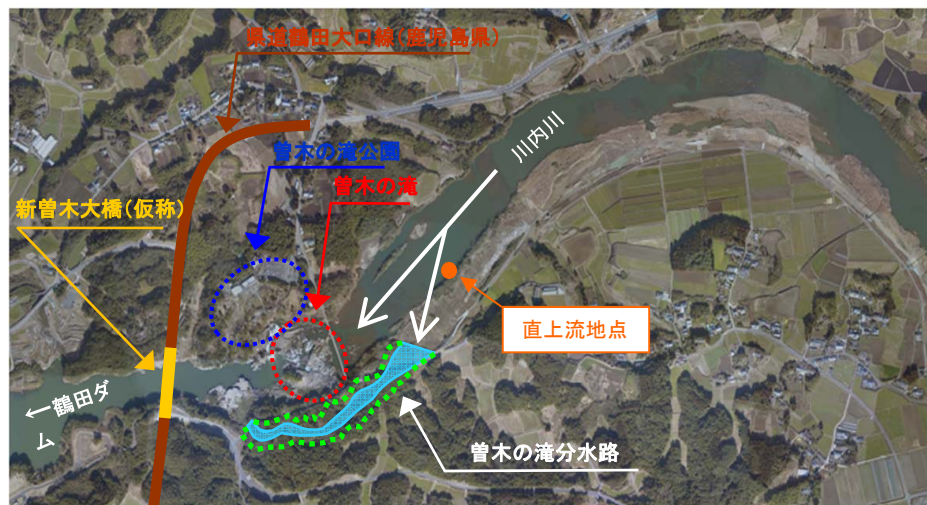 県道鶴田大口線(鹿児島県)
川内川
曽木の滝公園
曽木の滝
新曽木大橋(仮称)
直上流地点
←鶴田ダ
ム
曽木の滝分水路